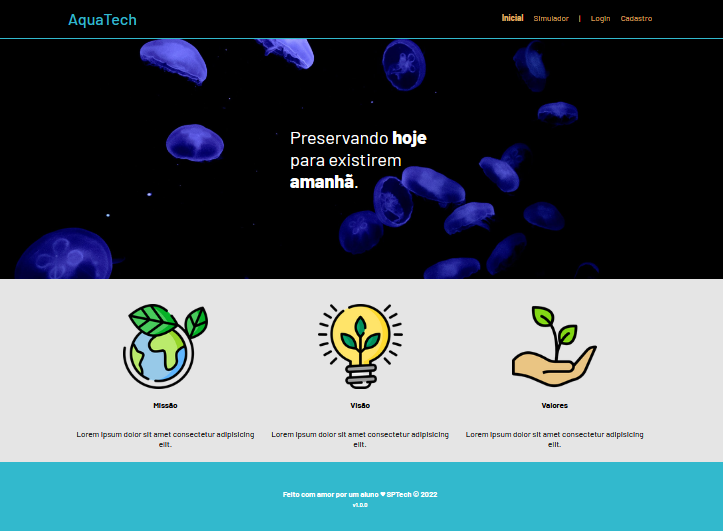 AquaTech
Inicial Simulador | Login Cadastro
Preservando hoje
para existirem
amanhã.
Missão Visão Valores
Lorem ipsum dolor sit amet consectetur adipisicing
elit.
Lorem ipsum dolor sit amet consectetur adipisicing
elit.
Lorem ipsum dolor sit amet consectetur adipisicing
elit.
Feito com amor por um aluno ♥ SPTech © 2022
v1.0.0